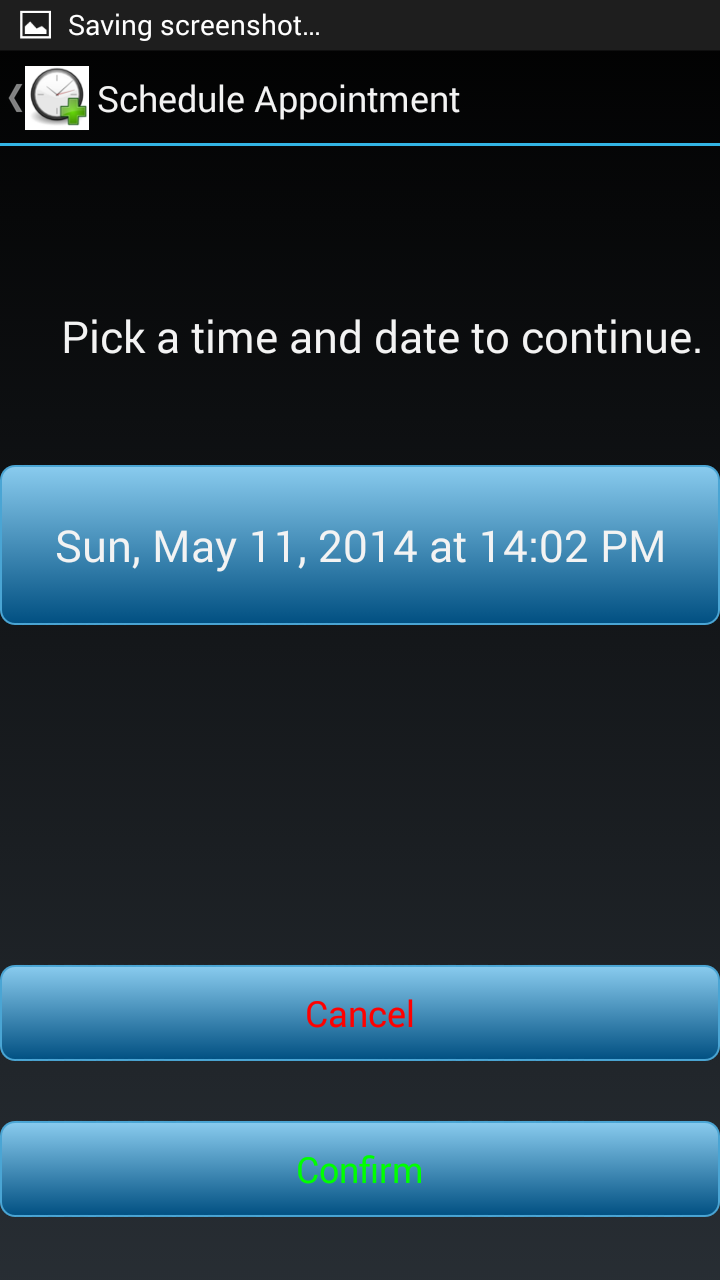 Saving screenshot...
Schedule Appointment
Pick a time and date to continue.
Sun, May 11, 2014 at 14:02 PM
Cancel
Confirm